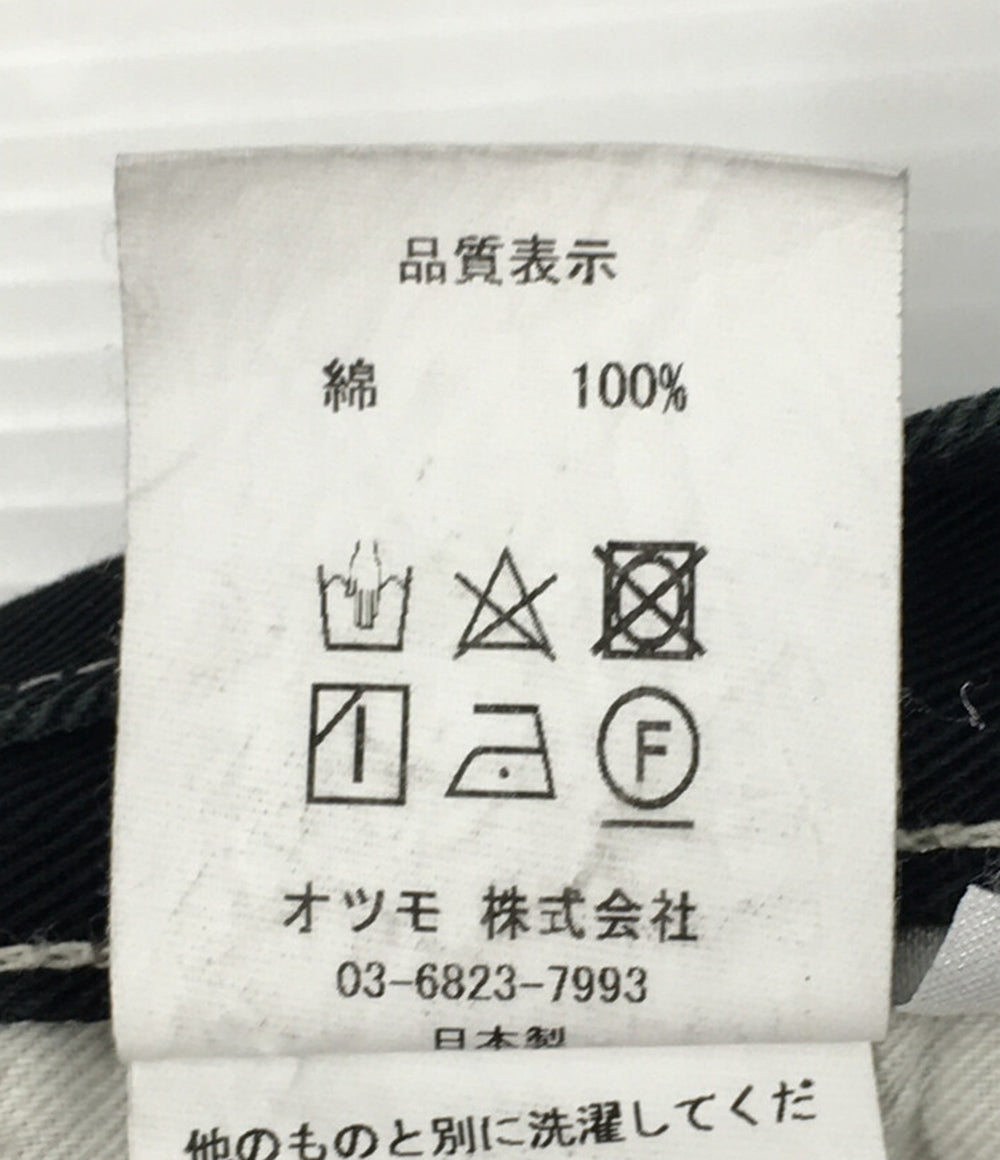 品質表示
綿 100%
F
オツモ 株式会社
03-6823-7993
日本製
他のものと別に洗濯してくだ